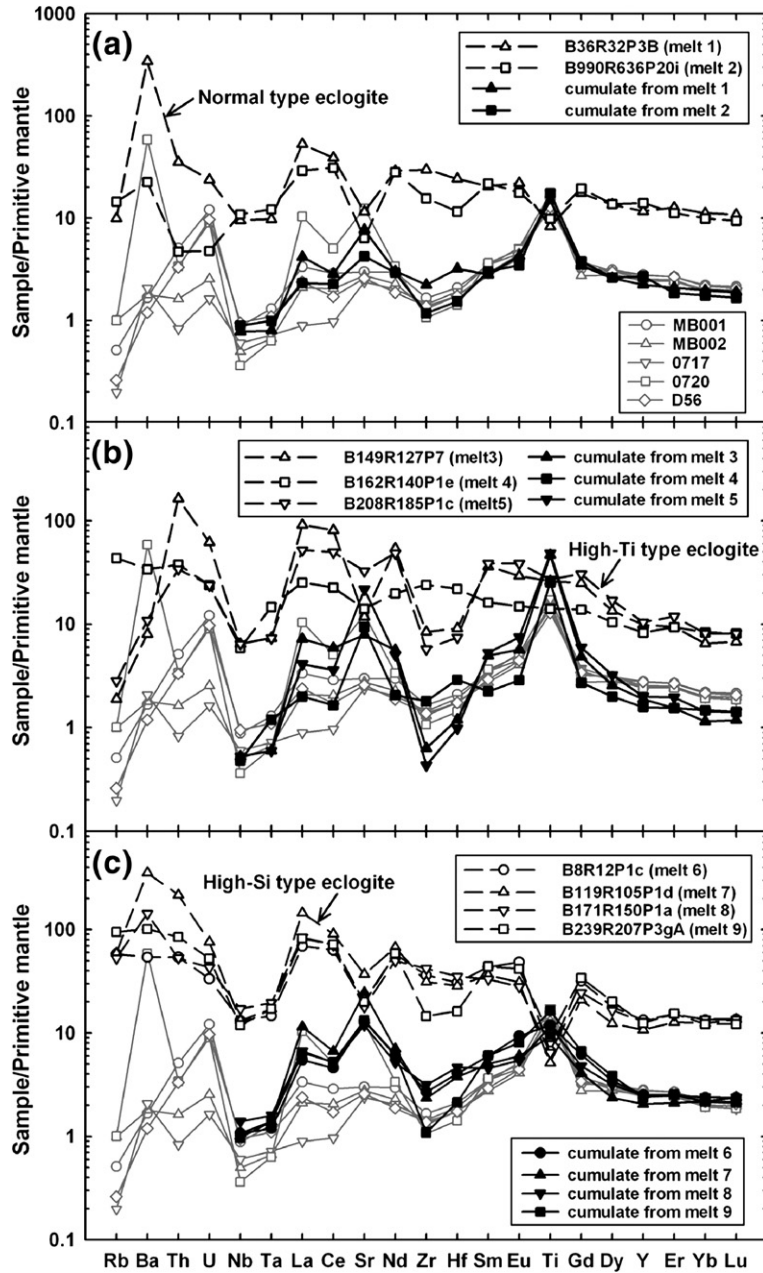 (a)
1000
100
10
1
0.1
Sample/Primitive mantle
Normal type eclogite
B36R32P3B (melt 1)
B990R636P20i (melt 2)
cumulate from melt 1
cumulate from melt 2
MB001
MB002
0717
0720
D56
(b)
100
10
1
0.1
Sample/Primitive mantle
B149R127P7 (melt3)
B162R140P1e (melt 4)
B208R185P1c (melt5)
cumulate from melt 3
cumulate from melt 4
cumulate from melt 5
High-Ti type eclogite
(c)
100
10
1
0.1
Sample/Primitive mantle
High-Si type eclogite
B8R12P1c (melt 6)
B119R105P1d (melt 7)
B171R150P1a (melt 8)
B239R207P3gA (melt 9)
cumulate from melt 6
cumulate from melt 7
cumulate from melt 8
cumulate from melt 9
Rb Ba Th U Nb Ta La Ce Sr Nd Zr Hf Sm Eu Ti Gd Dy Y Er Yb Lu